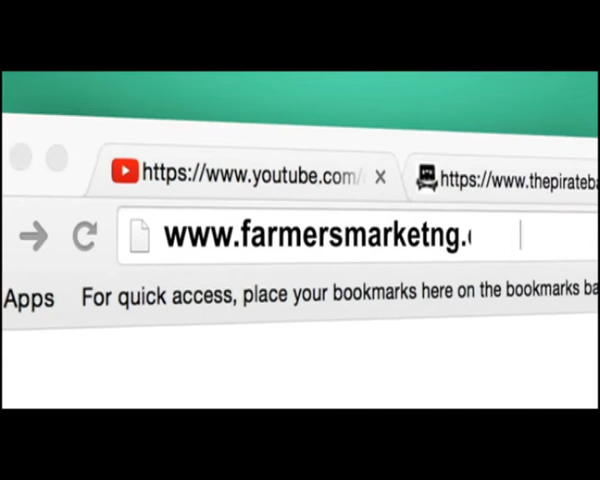 https://www.youtube.com/
https://www.thepirateba
www.farmersmarketng.
Apps For quick access, place your bookmarks here on the bookmarks ba